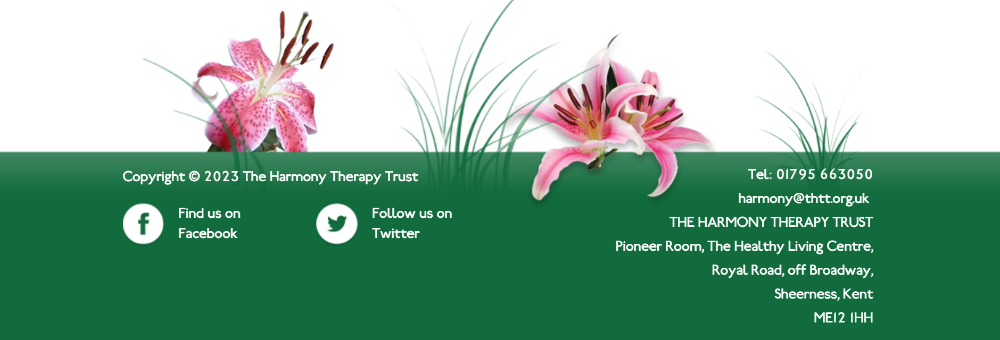 Copyright © 2023 The Harmony Therapy Trust
Find us on
Facebook
Follow us on
Twitter
Tel: 01795 663050
harmony@thtt.org.uk
THE HARMONY THERAPY TRUST
Pioneer Room, The Healthy Living Centre,
Royal Road, off Broadway,
Sheerness, Kent
ME12 1HH